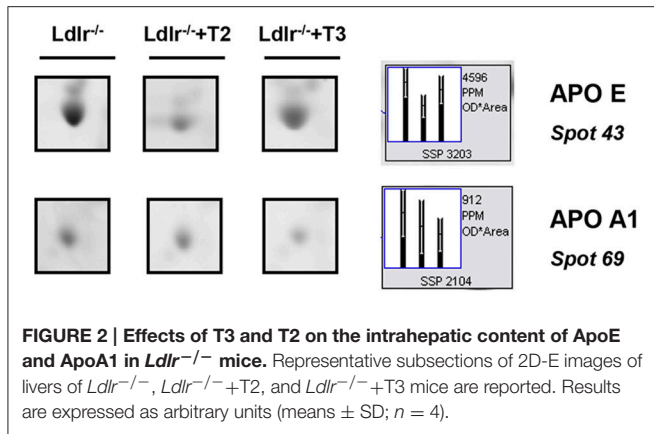 Ldlr-/- Ldlr-/-+T2 Ldlr-/-+T3
4596
PPM
OD*Area
SSP 3203
APO E
Spot 43
912
PPM
OD*Area
SSP 2104
APO A1
Spot 69
FIGURE 2 | Effects of T3 and T2 on the intrahepatic content of ApoE
and ApoA1 in Ldlr−/− mice. Representative subsections of 2D-E images of
livers of Ldlr−/−, Ldlr−/−+T2, and Ldlr−/−+T3 mice are reported. Results
are expressed as arbitrary units (means ± SD; n = 4).